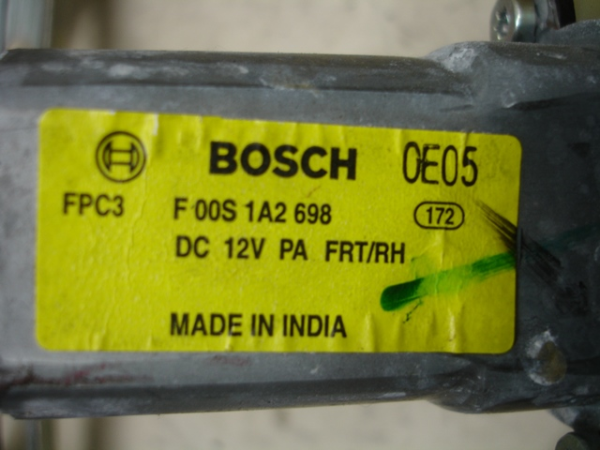 BOSCH 0E05
FPC3 F 00S 1A2 698 172
DC 12V PA FRT/RH
MADE IN INDIA